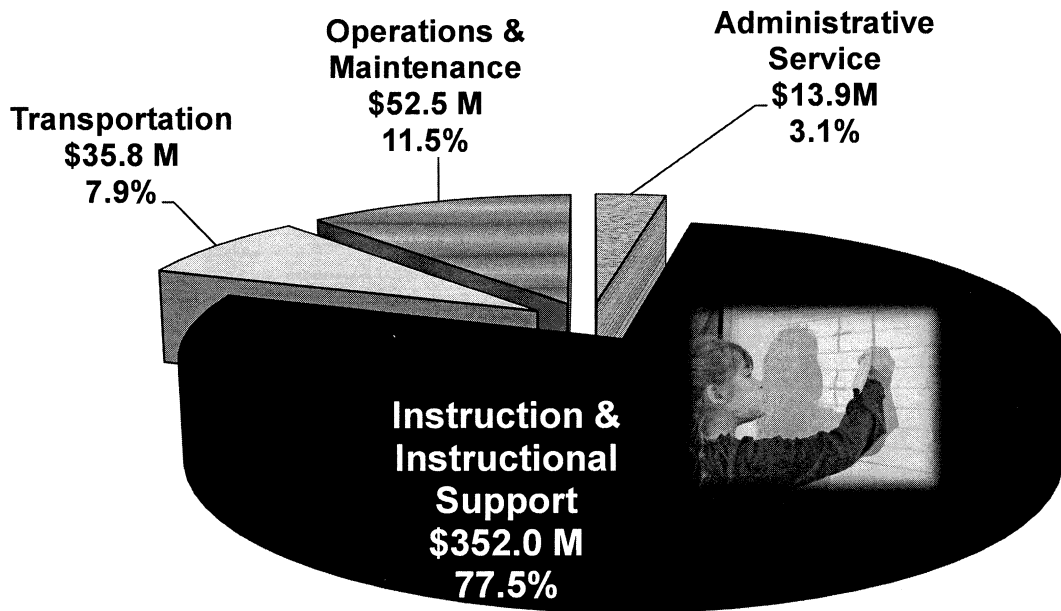 Operations &
Maintenance
$52.5 M
11.5%
Administrative
Service
$13.9M
3.1%
Transportation
$35.8 M
7.9%
Instruction &
Instructional
Support
$352.0 M
77.5%